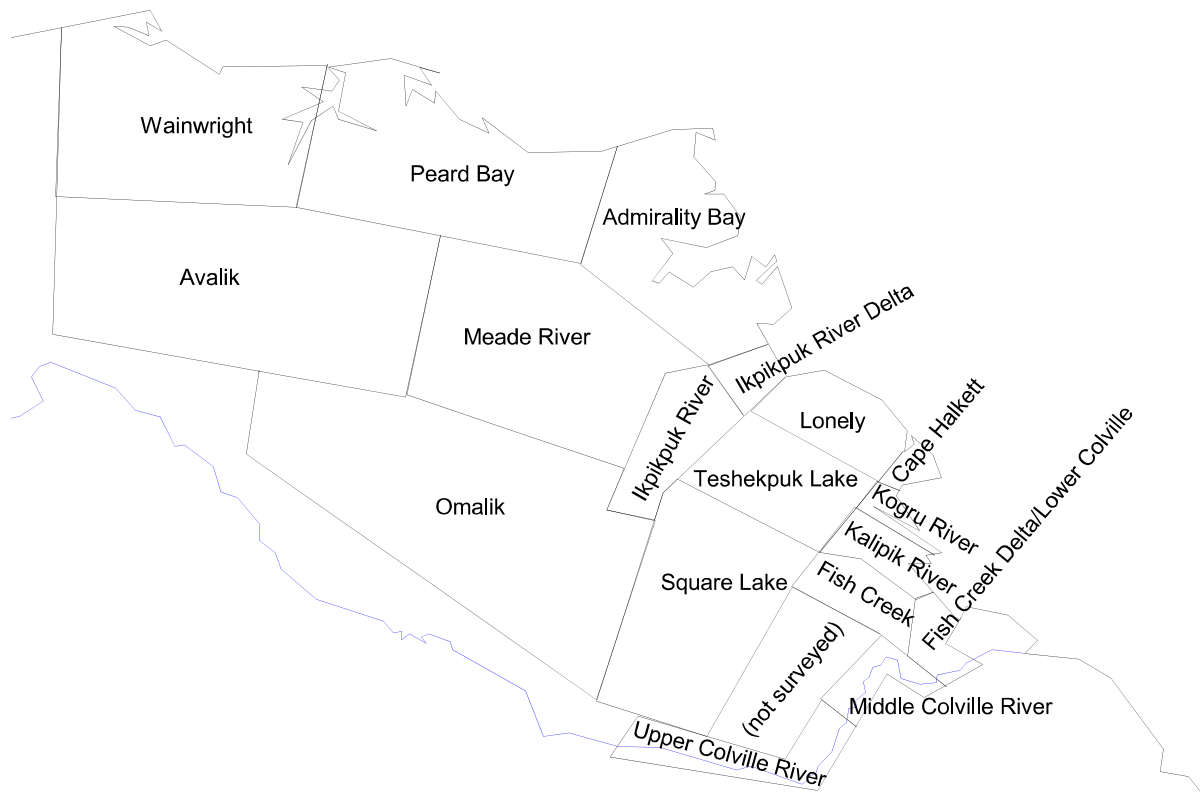 Wainwright
Peard Bay
Admirality Bay
Avalik
Meade River
Ikpikpuk River Delta
Ikpikpuk River
Lonely
Cape Halkett
Teshekpuk Lake
Kogru River
Omalik
Kalipik River
Square Lake
Fish Creek
Fish Creek Delta/Lower Colville
(not surveyed)
Middle Colville River
Upper Colville River